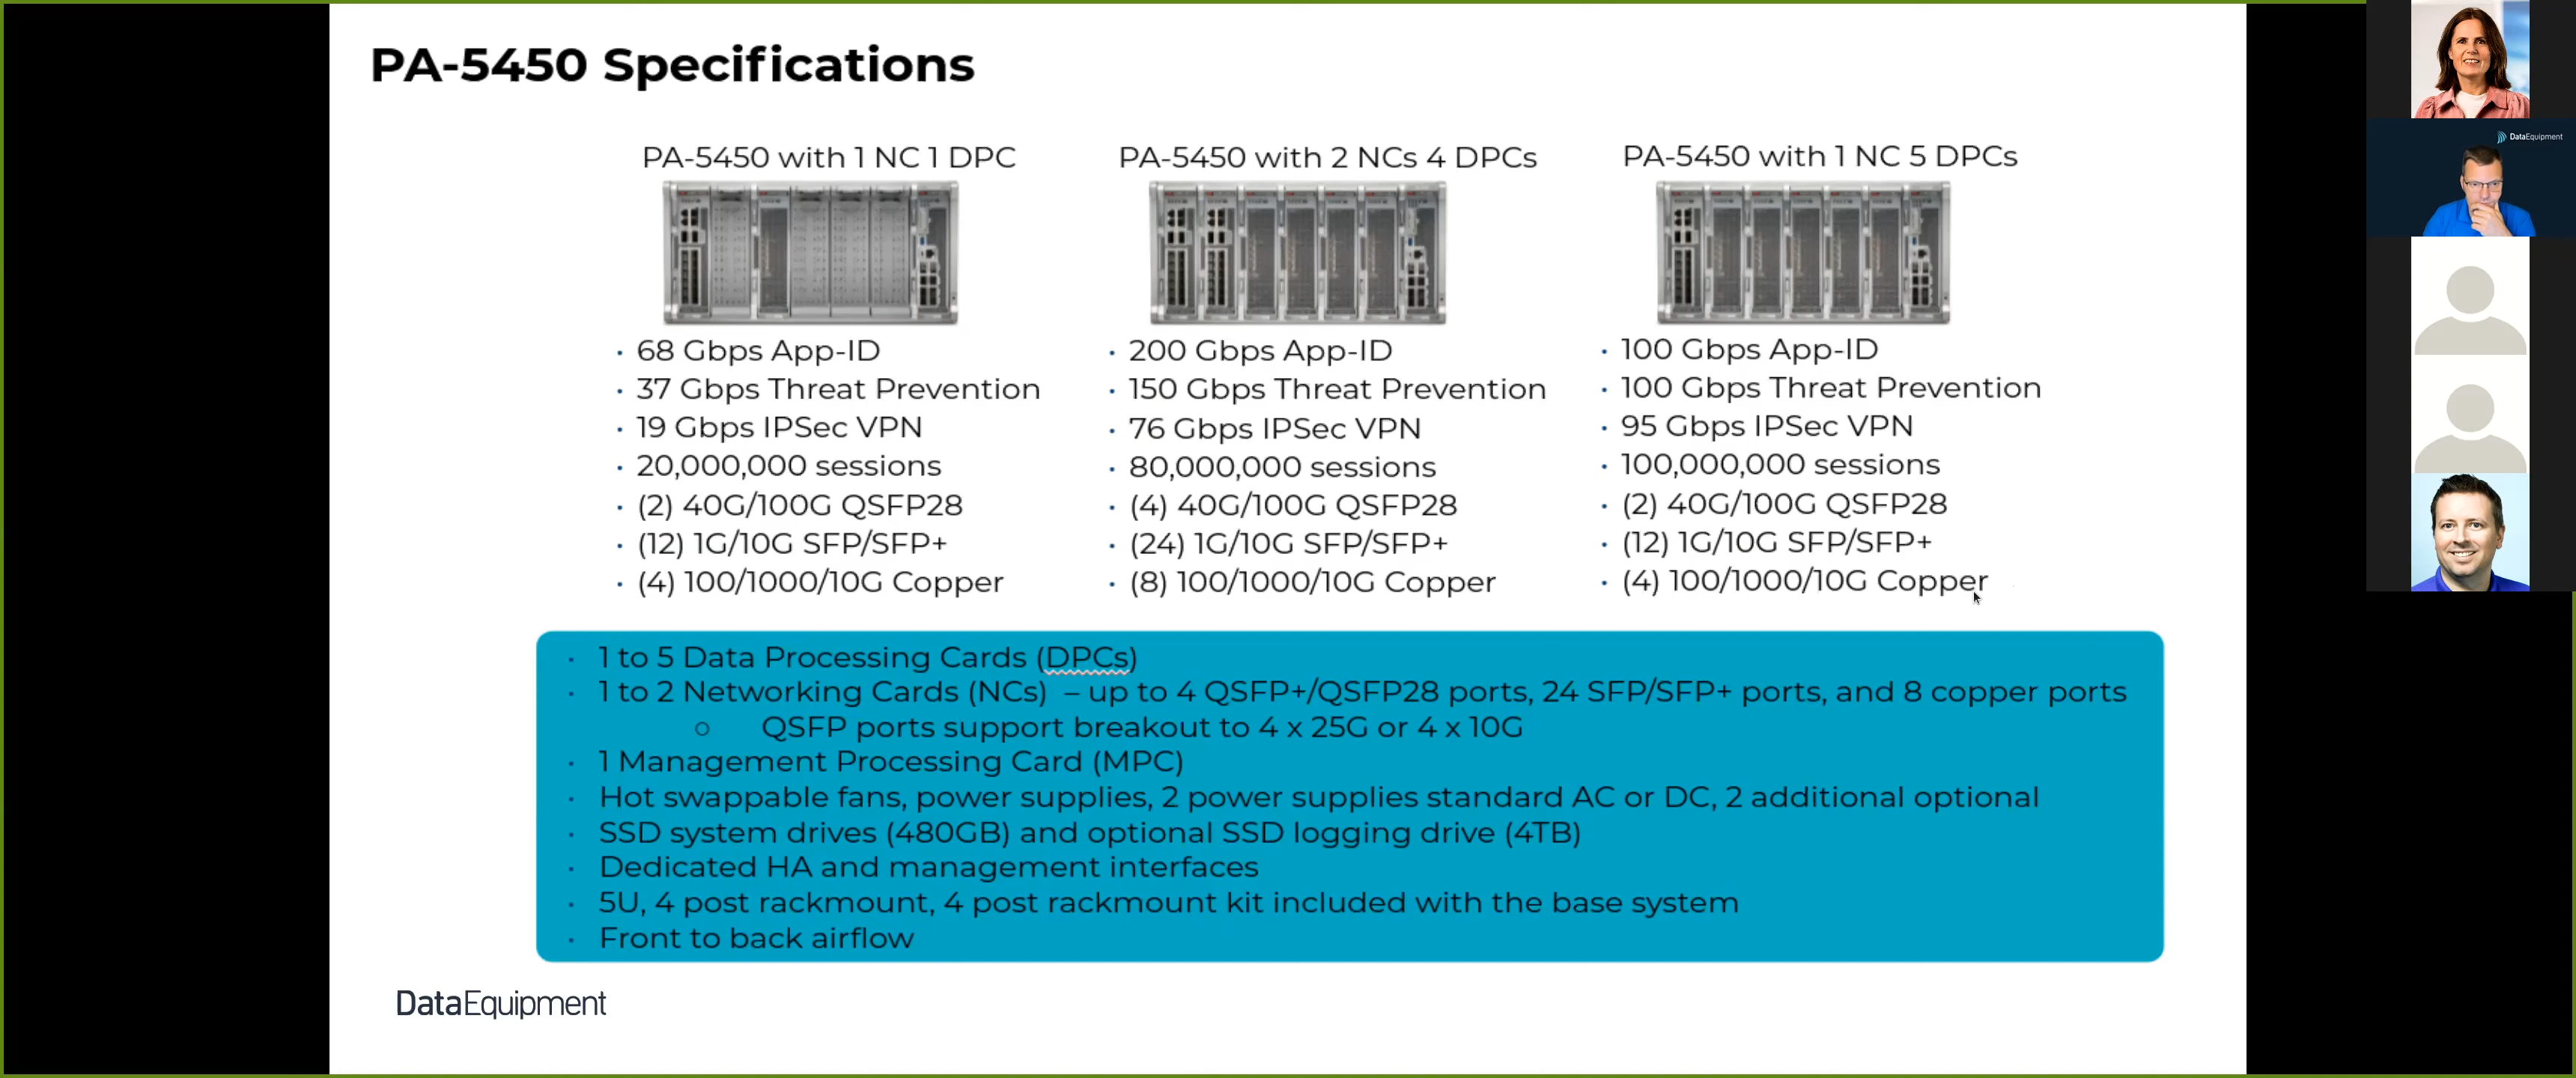 PA-5450 Specifications
DataEquipment
PA-5450 with 1 NC 1 DPC
· 68 Gbps App-ID
· 37 Gbps Threat Prevention
· 19 Gbps IPSec VPN
· 20,000,000 sessions
· (2) 40G/100G QSFP28
· (12) 1G/10G SFP/SFP+
· (4) 100/1000/10G Copper
PA-5450 with 2 NCs 4 DPCs
· 200 Gbps App-ID
· 150 Gbps Threat Prevention
· 76 Gbps IPSec VPN
· 80,000,000 sessions
· (4) 40G/100G QSFP28
· (24) 1G/10G SFP/SFP+
· (8) 100/1000/10G Copper
PA-5450 with 1 NC 5 DPCs
· 100 Gbps App-ID
· 100 Gbps Threat Prevention
· 95 Gbps IPSec VPN
· 100,000,000 sessions
· (2) 40G/100G QSFP28
· (12) 1G/10G SFP/SFP+
· (4) 100/1000/10G Copper
· 1 to 5 Data Processing Cards (DPCs)
· 1 to 2 Networking Cards (NCs) – up to 4 QSFP+/QSFP28 ports, 24 SFP/SFP+ ports, and 8 copper ports
○ QSFP ports support breakout to 4 x 25G or 4 x 10G
· 1 Management Processing Card (MPC)
· Hot swappable fans, power supplies, 2 power supplies standard AC or DC, 2 additional optional
· SSD system drives (480GB) and optional SSD logging drive (4TB)
· Dedicated HA and management interfaces
· 5U, 4 post rackmount, 4 post rackmount kit included with the base system
· Front to back airflow
DataEquipment